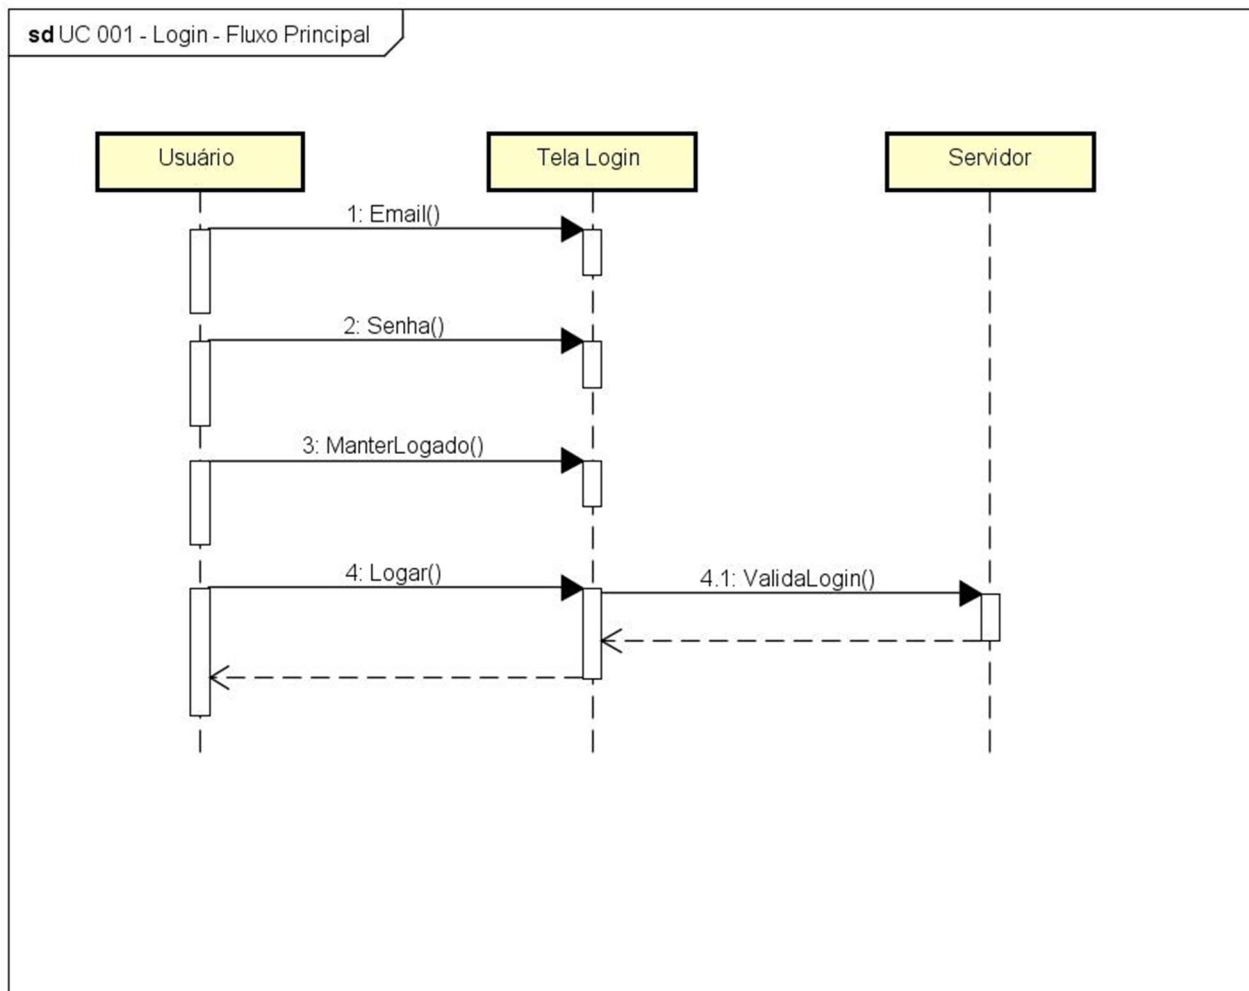 sd UC 001 - Login - Fluxo Principal
Usuário
Tela Login
Servidor
1: Email()
2: Senha()
3: ManterLogado()
4: Logar()
4.1: ValidaLogin()